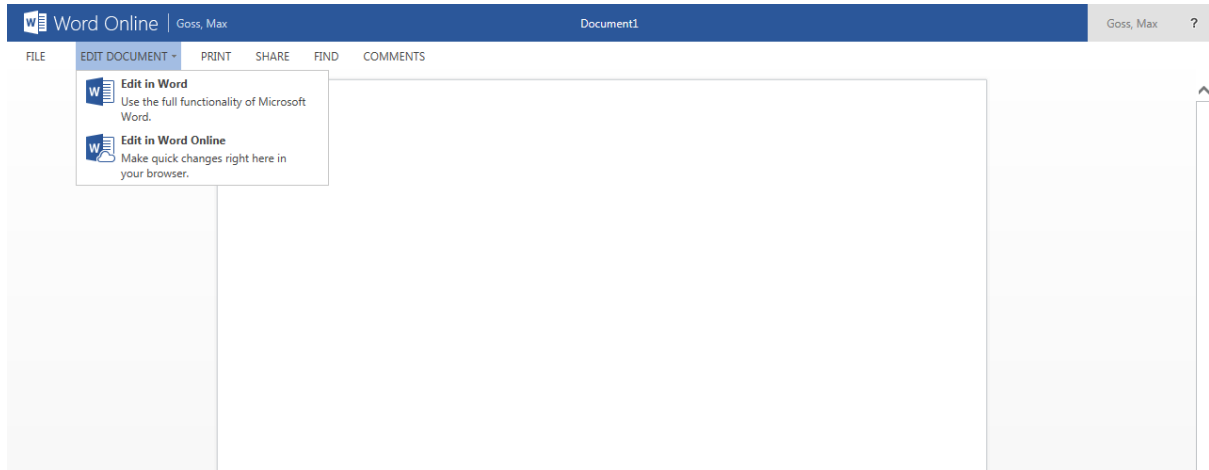 Word Online | Goss, Max Document1 Goss, Max ?
FILE EDIT DOCUMENT PRINT SHARE FIND COMMENTS
Edit in Word
Use the full functionality of Microsoft
Word.
Edit in Word Online
Make quick changes right here in
your browser.